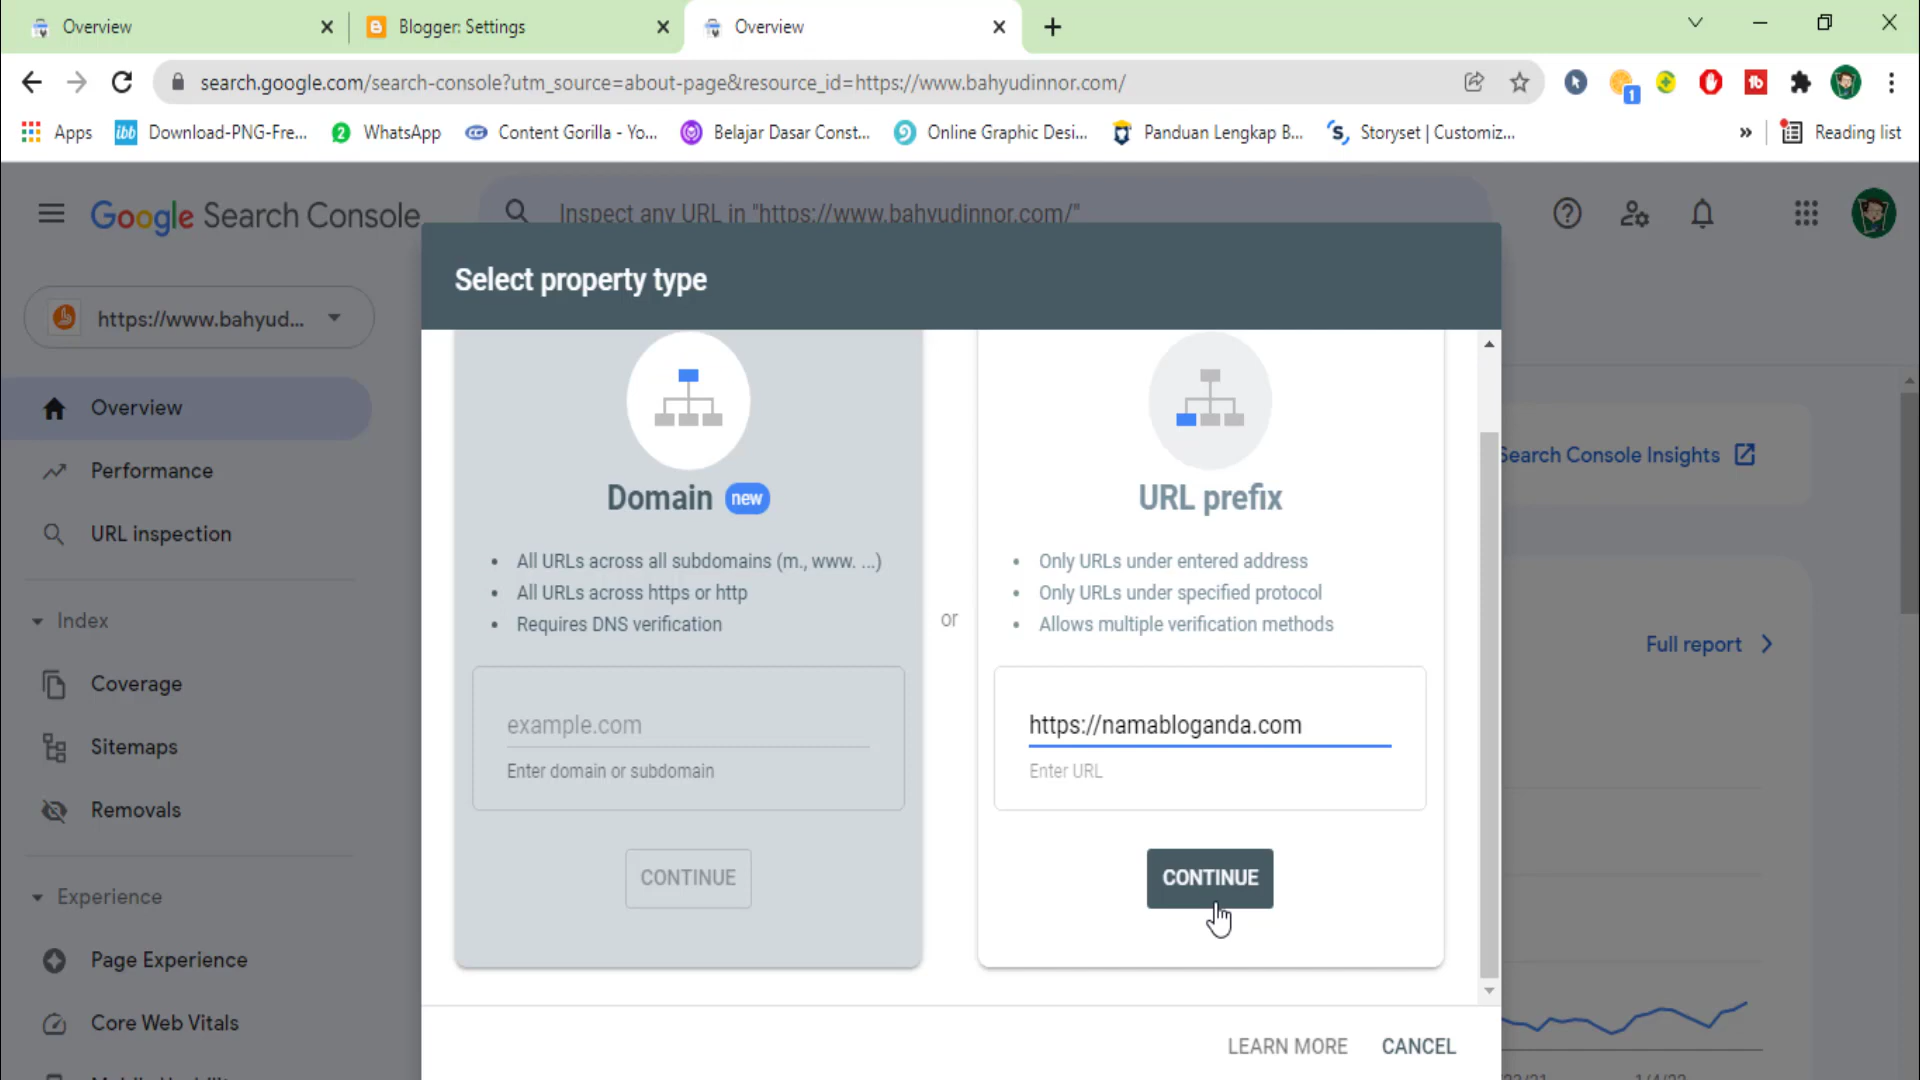 Overview
Blogger: Settings
Overview
search.google.com/search-console?utm_source=about-page&resource_id=https://www.bahyudinnor.com/
1
Apps
ibb Download-PNG-Fre...
2 WhatsApp
Content Gorilla - Yo...
Belajar Dasar Const...
Online Graphic Desi...
Panduan Lengkap B...
Storyset | Customiz...
»
Reading list
Google Search Console
Inspect any URL in "https://www.bahyudinnor.com/"
https://www.bahyud...
Overview
Performance
URL inspection
Index
Coverage
Sitemaps
Removals
Experience
Page Experience
Core Web Vitals
Select property type
Domain new
All URLs across all subdomains (m., www. ...)
All URLs across https or http
Requires DNS verification
example.com
Enter domain or subdomain
CONTINUE
or
URL prefix
Only URLs under entered address
Only URLs under specified protocol
Allows multiple verification methods
https://namabloganda.com
Enter URL
CONTINUE
LEARN MORE
CANCEL
Search Console Insights
Full report